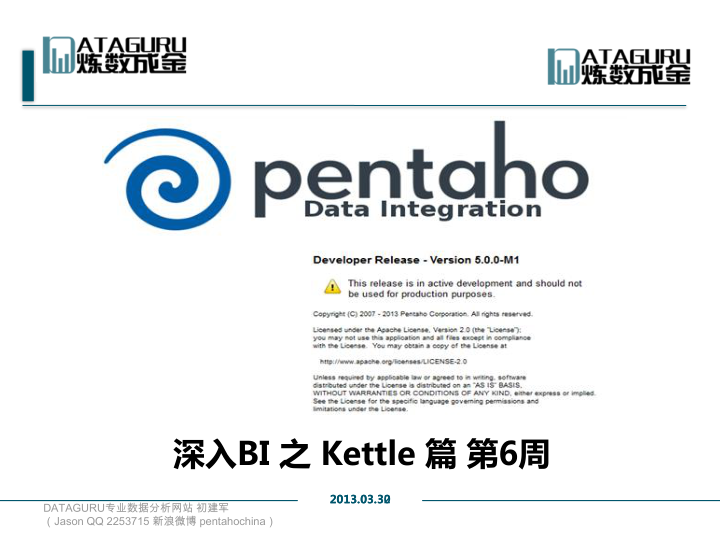 DATAGURU
炼数成金
DATAGURU
炼数成金
pentaho
Data Integration
Developer Release - Version 5.0.0-M1
This release is in active development and should not
be used for production purposes.
Copyright (C) 2007 - 2013 Pentaho Corporation. All rights reserved.
Licensed under the Apache License, Version 2.0 (the "License");
you may not use this application and all files except in compliance
with the License. You may obtain a copy of the License at
http://www.apache.org/licenses/LICENSE-2.0
Unless required by applicable law or agreed to in writing, software
distributed under the License is distributed on an "AS IS" BASIS,
WITHOUT WARRANTIES OR CONDITIONS OF ANY KIND, either express or implied.
See the License for the specific language governing permissions and
limitations under the License.
深入BI 之 Kettle 篇 第6周
DATAGURU专业数据分析网站 初建军
（Jason QQ 2253715 新浪微博 pentahochina）